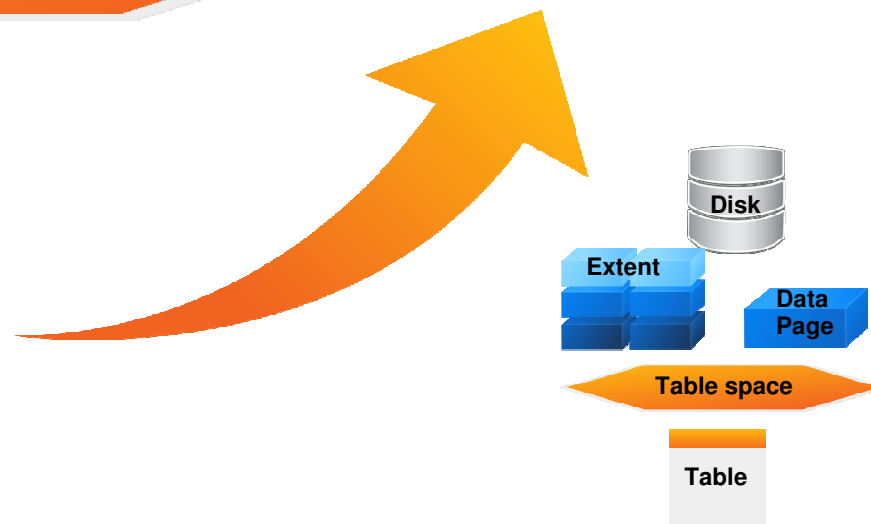 Disk
Extent
Data
Page
Table space
Table